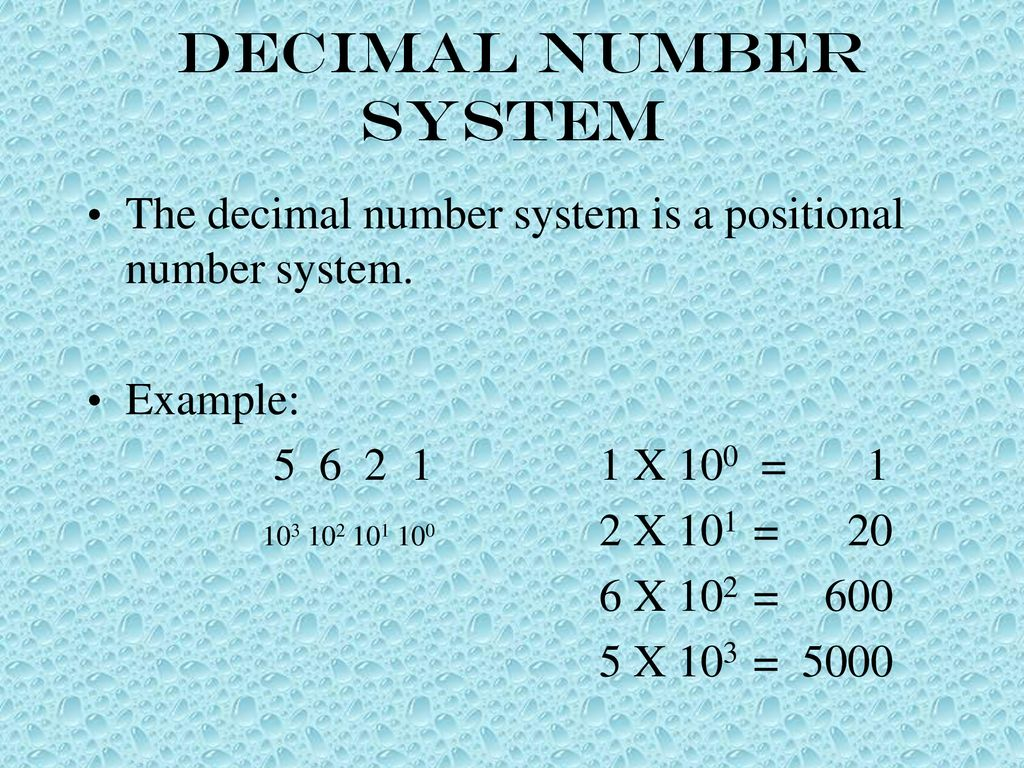 DECIMAL NUMBER
SYSTEM
• The decimal number system is a positional
number system.
• Example:
5 6 2 1 1 X 10⁰ = 1
10³ 10² 10¹ 10⁰ 2 X 10¹ = 20
6 X 10² = 600
5 X 10³ = 5000